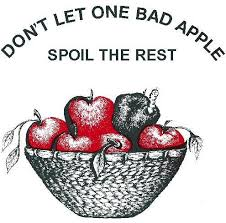 DON'T LET ONE BAD APPLE
SPOIL THE REST